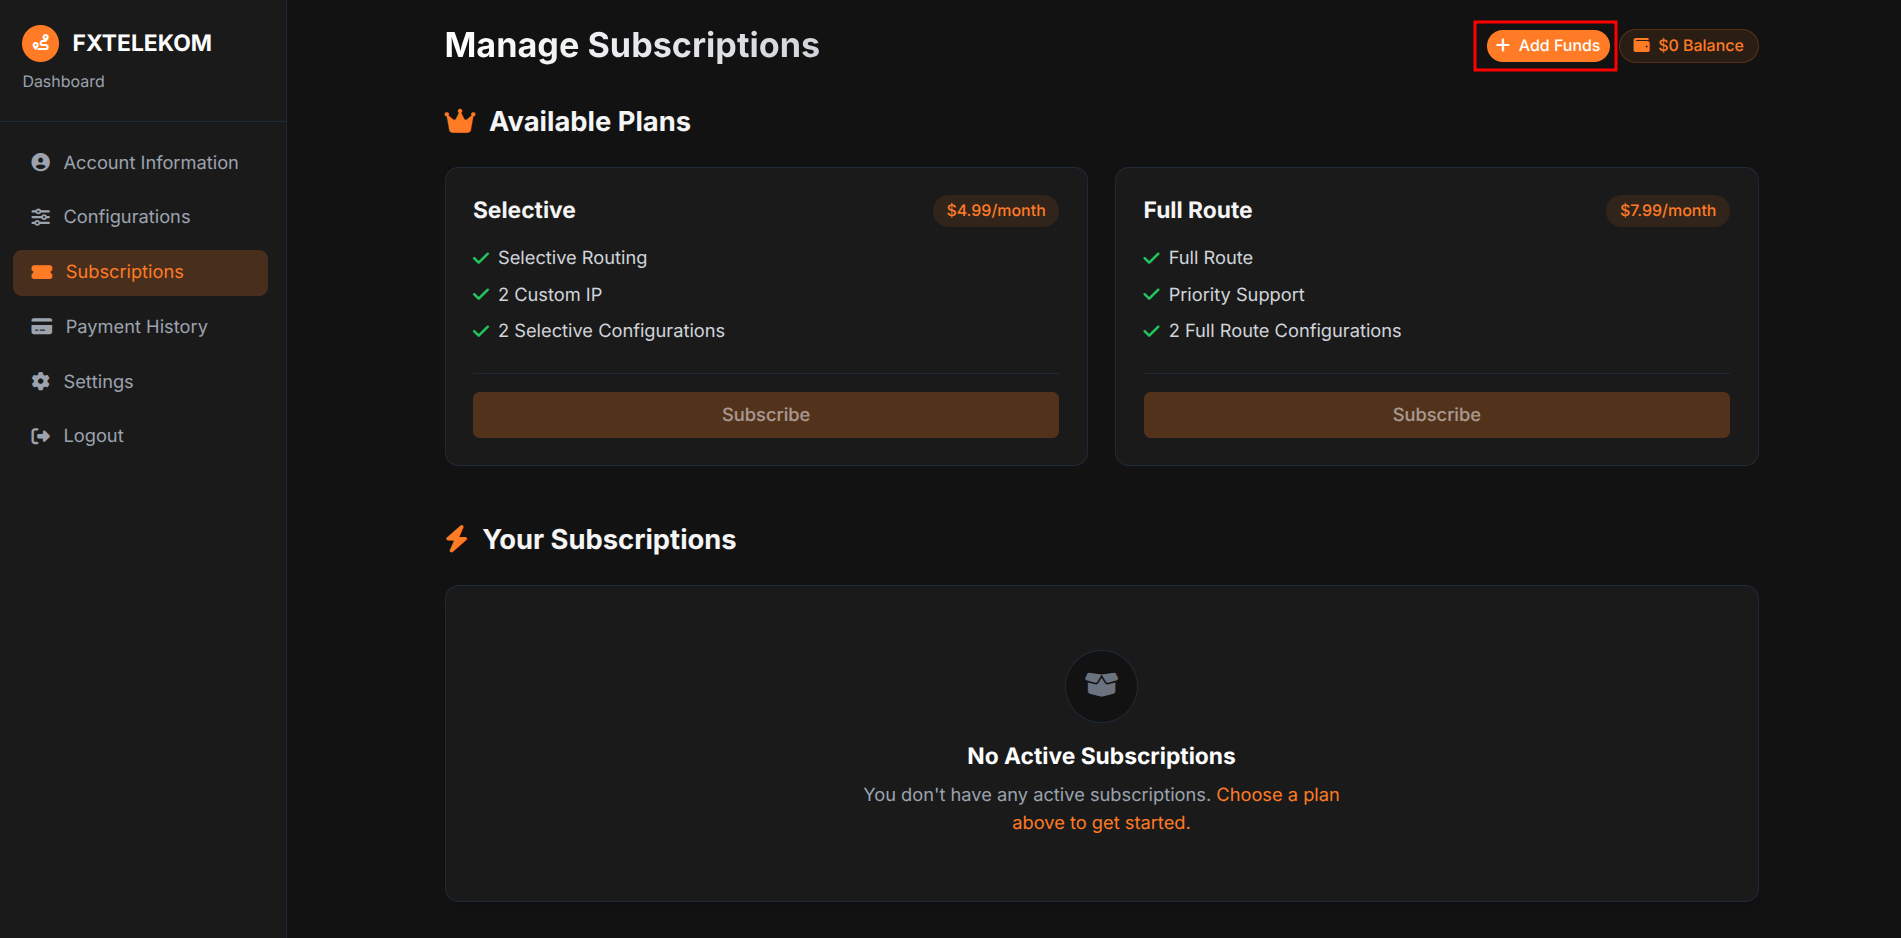 FXTELEKOM
Dashboard
Account Information
Configurations
Subscriptions
Payment History
Settings
Logout
Manage Subscriptions
Add Funds
$0 Balance
Available Plans
Selective
$4.99/month
Selective Routing
2 Custom IP
2 Selective Configurations
Subscribe
Full Route
$7.99/month
Full Route
Priority Support
2 Full Route Configurations
Subscribe
Your Subscriptions
No Active Subscriptions
You don't have any active subscriptions. Choose a plan
above to get started.